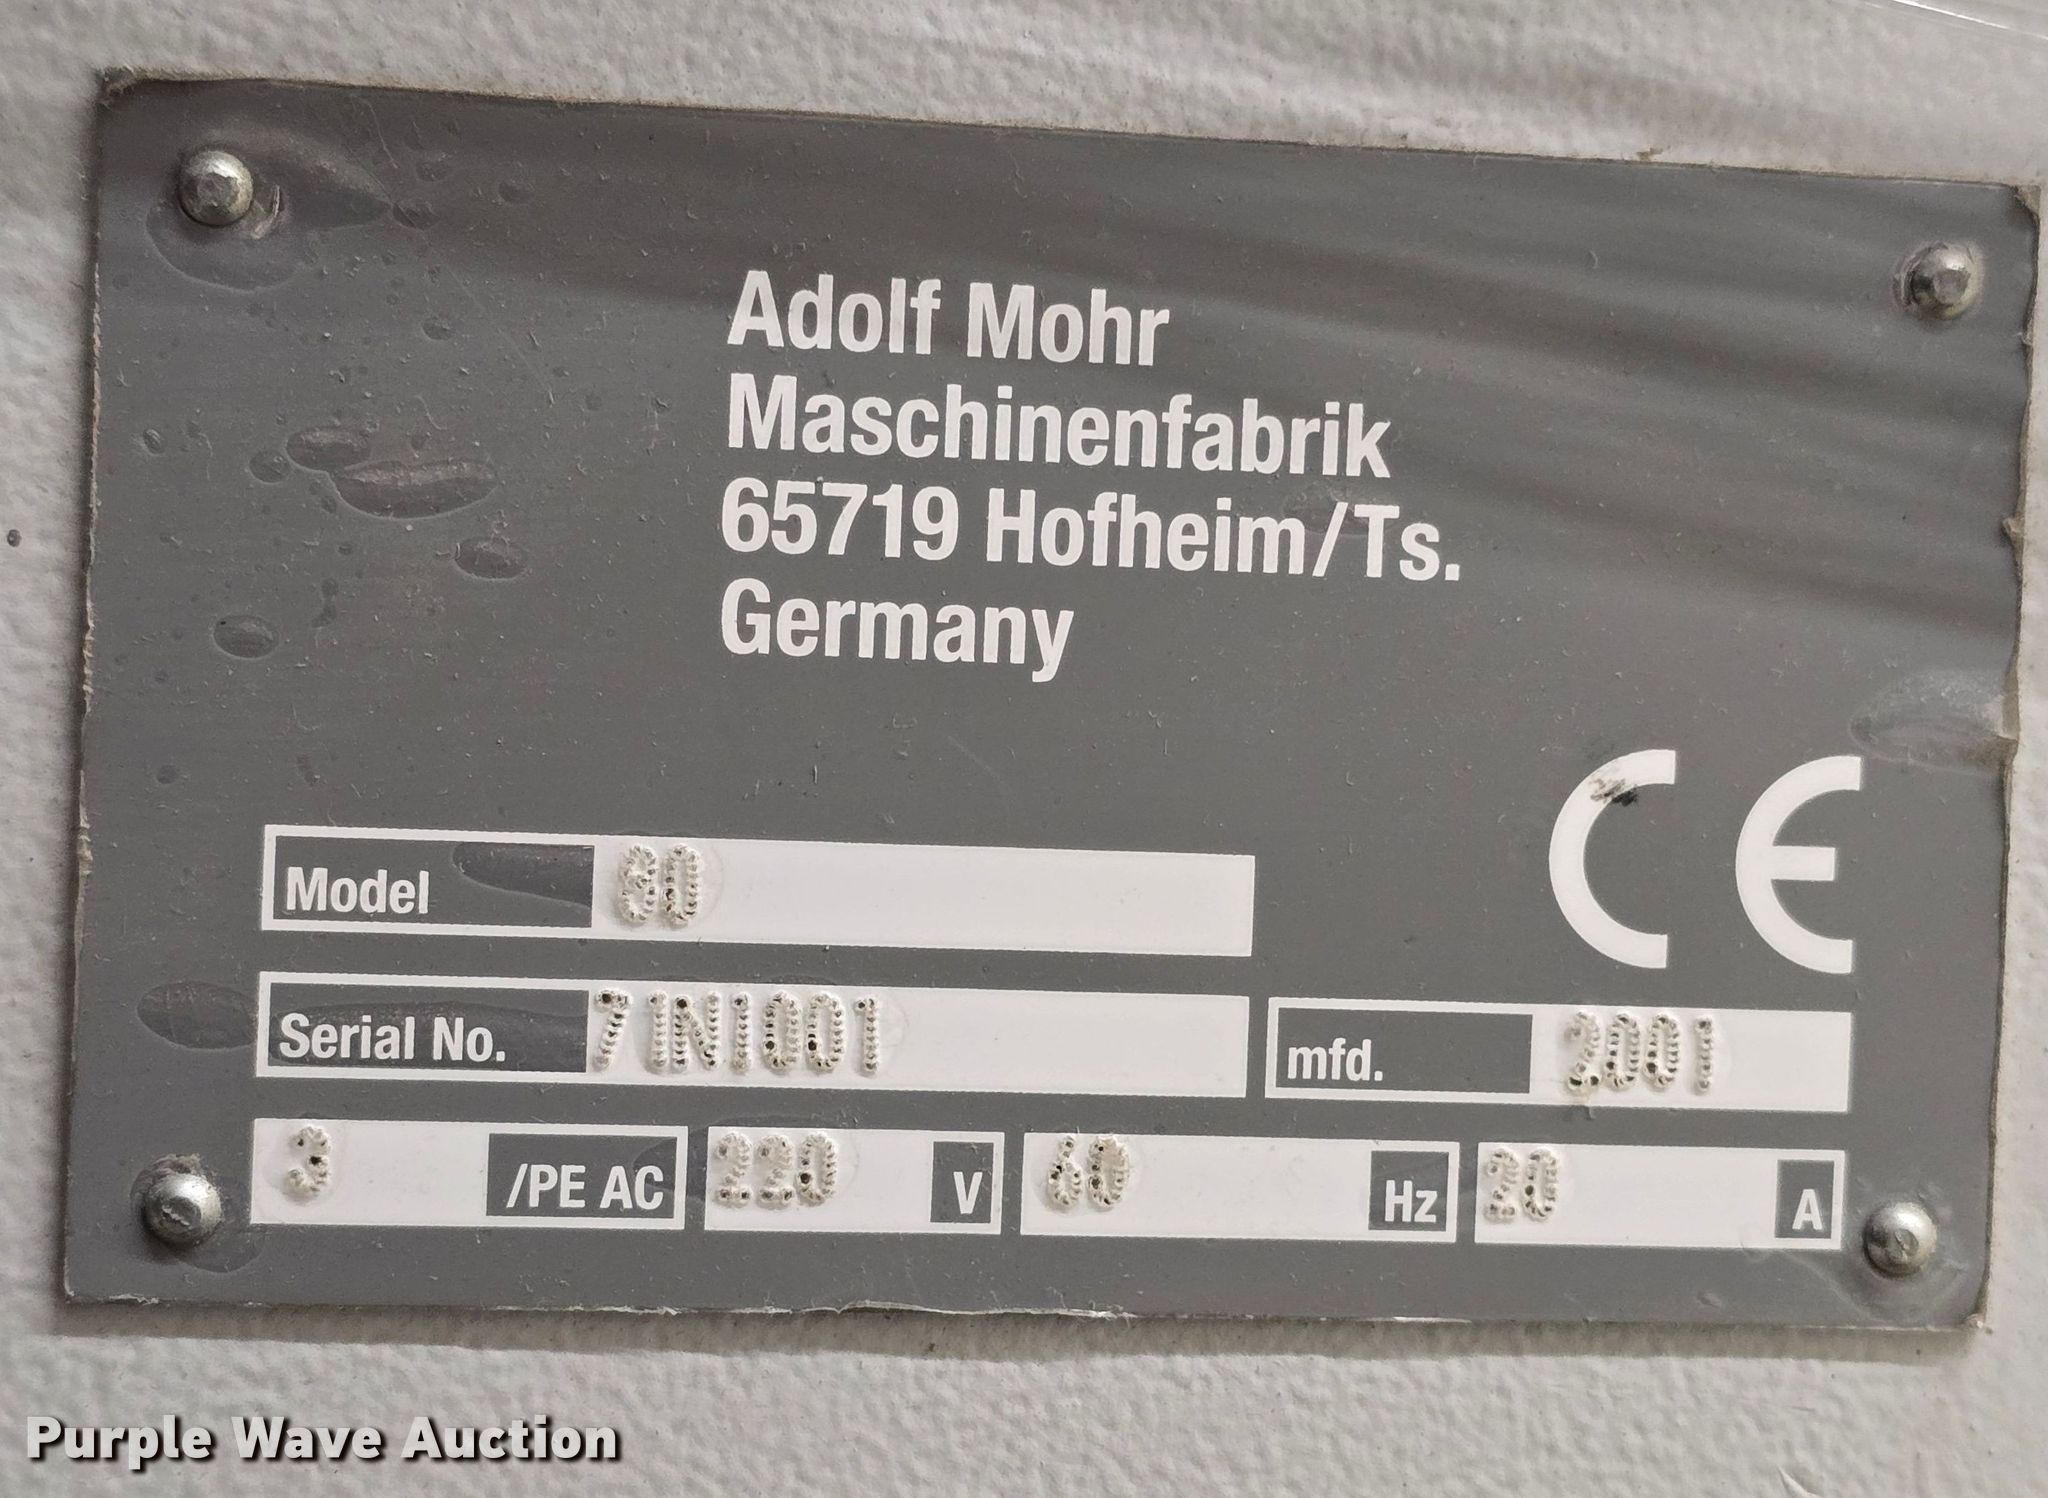 Adolf Mohr
Maschinenfabrik
65719 Hofheim/Ts.
Germany
CE
Model 80
Serial No. 71N1001
mfd. 2001
3 /PE AC 220 V 60 Hz 20 A
Purple Wave Auction